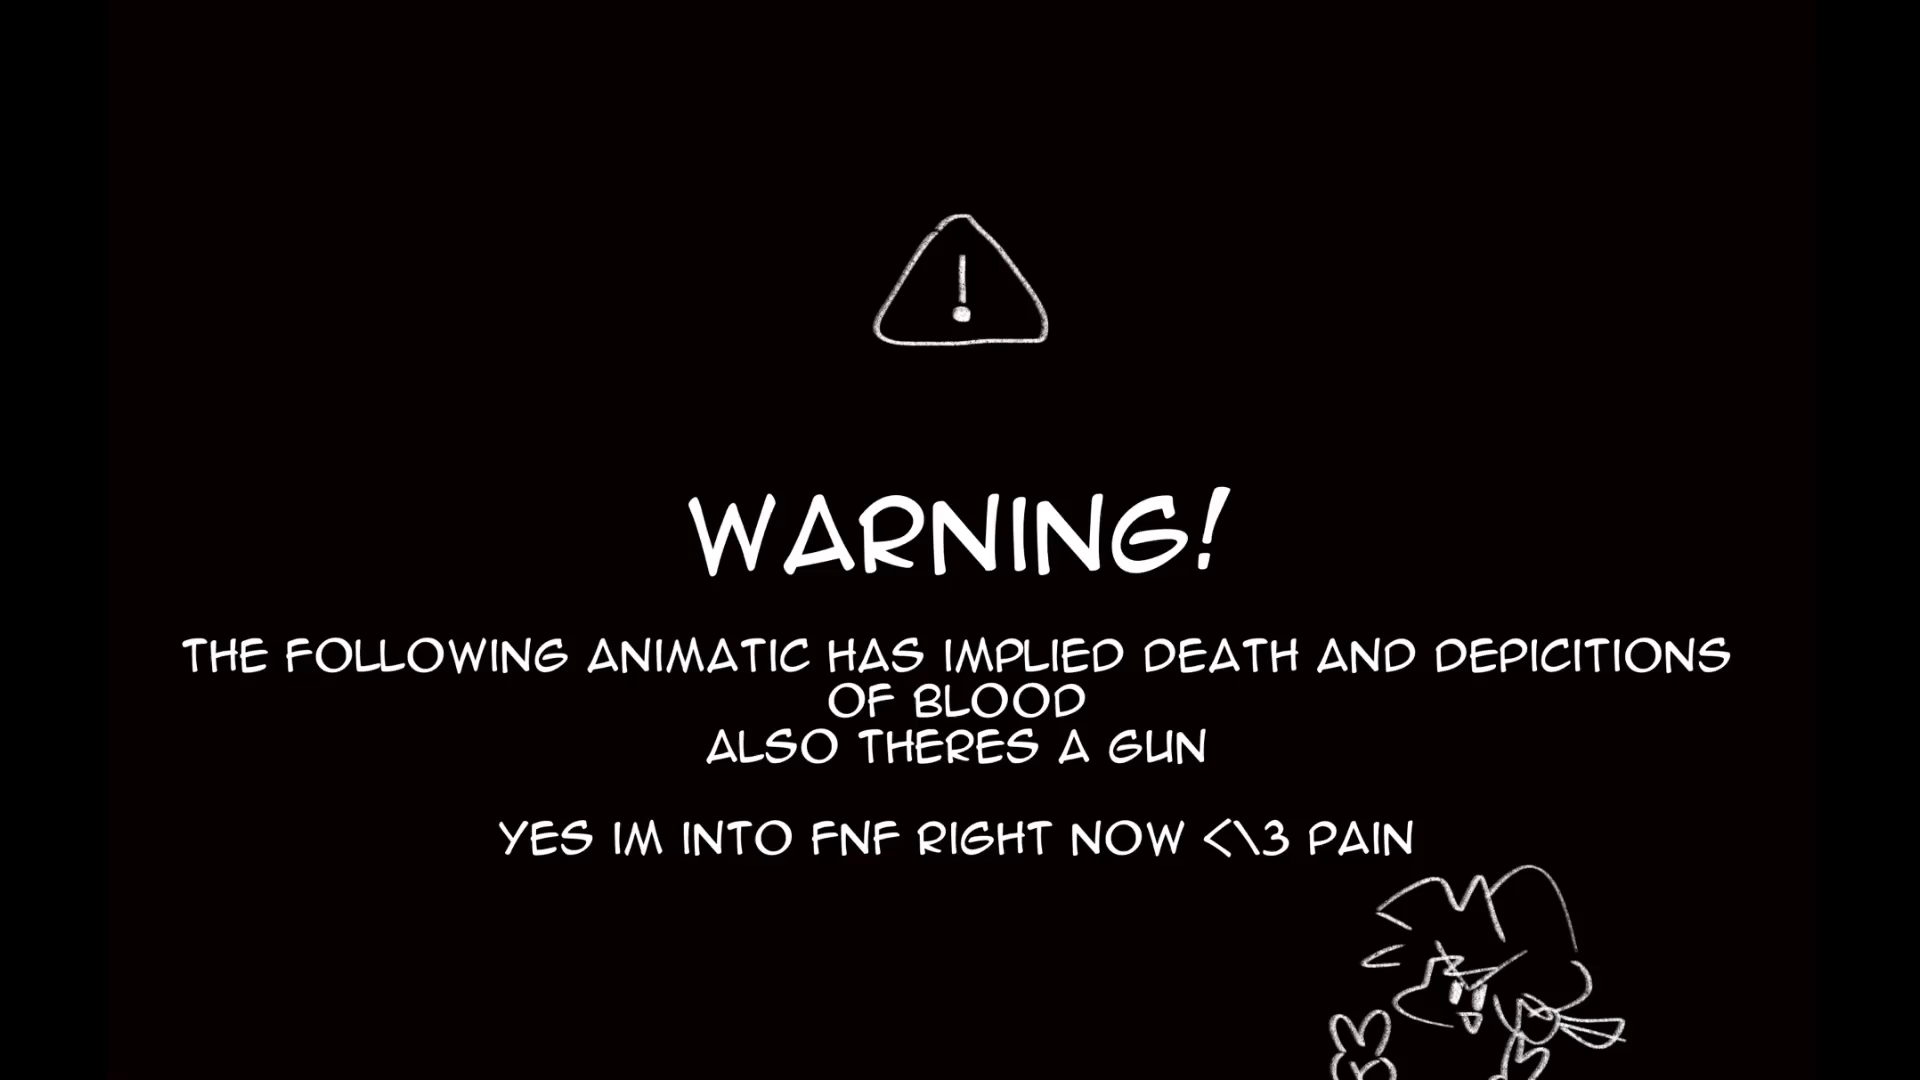 !
WARNING!
THE FOLLOWING ANIMATIC HAS IMPLIED DEATH AND DEPICITIONS
OF BLOOD
ALSO THERES A GUN
YES IM INTO FNF RIGHT NOW <\3 PAIN